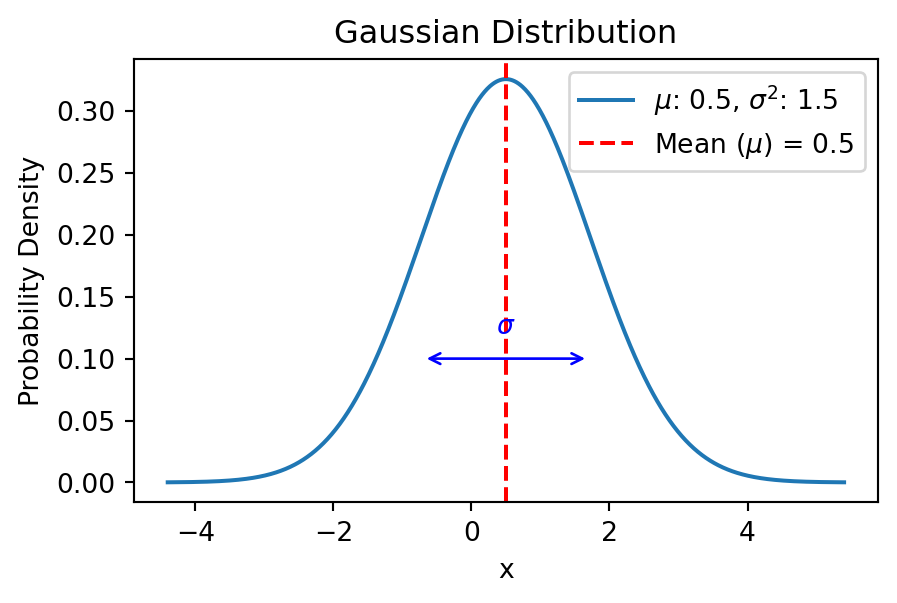 Gaussian Distribution
μ: 0.5, σ²: 1.5
Mean (μ) = 0.5
Probability Density
0.30
0.25
0.20
0.15
0.10
0.05
0.00
σ
−4
−2
0
2
4
x